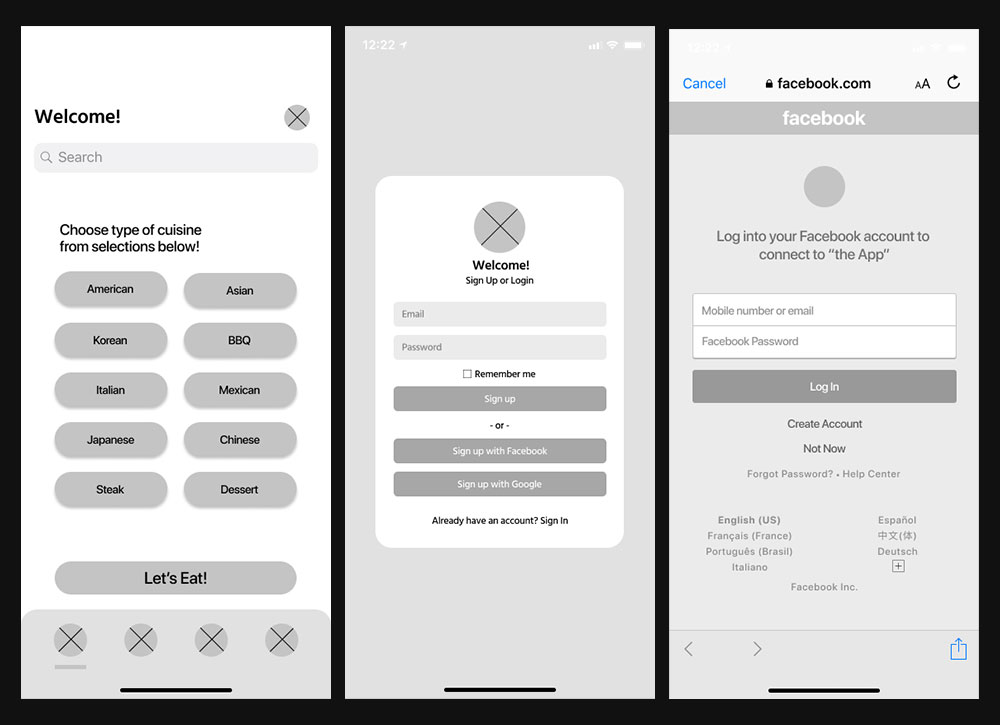 Welcome!
Search
Choose type of cuisine
from selections below!
American
Asian
Korean
BBQ
Italian
Mexican
Japanese
Chinese
Steak
Dessert
Let's Eat!
12:22
Welcome!
Sign Up or Login
Email
Password
Remember me
Sign up
- or -
Sign up with Facebook
Sign up with Google
Already have an account? Sign In
12:22
Cancel
facebook.com
AA
facebook
Log into your Facebook account to
connect to “the App”
Mobile number or email
Facebook Password
Log In
Create Account
Not Now
Forgot Password? • Help Center
English (US)
Español
Français (France)
中文(体)
Português (Brasil)
Deutsch
Italiano
Facebook Inc.